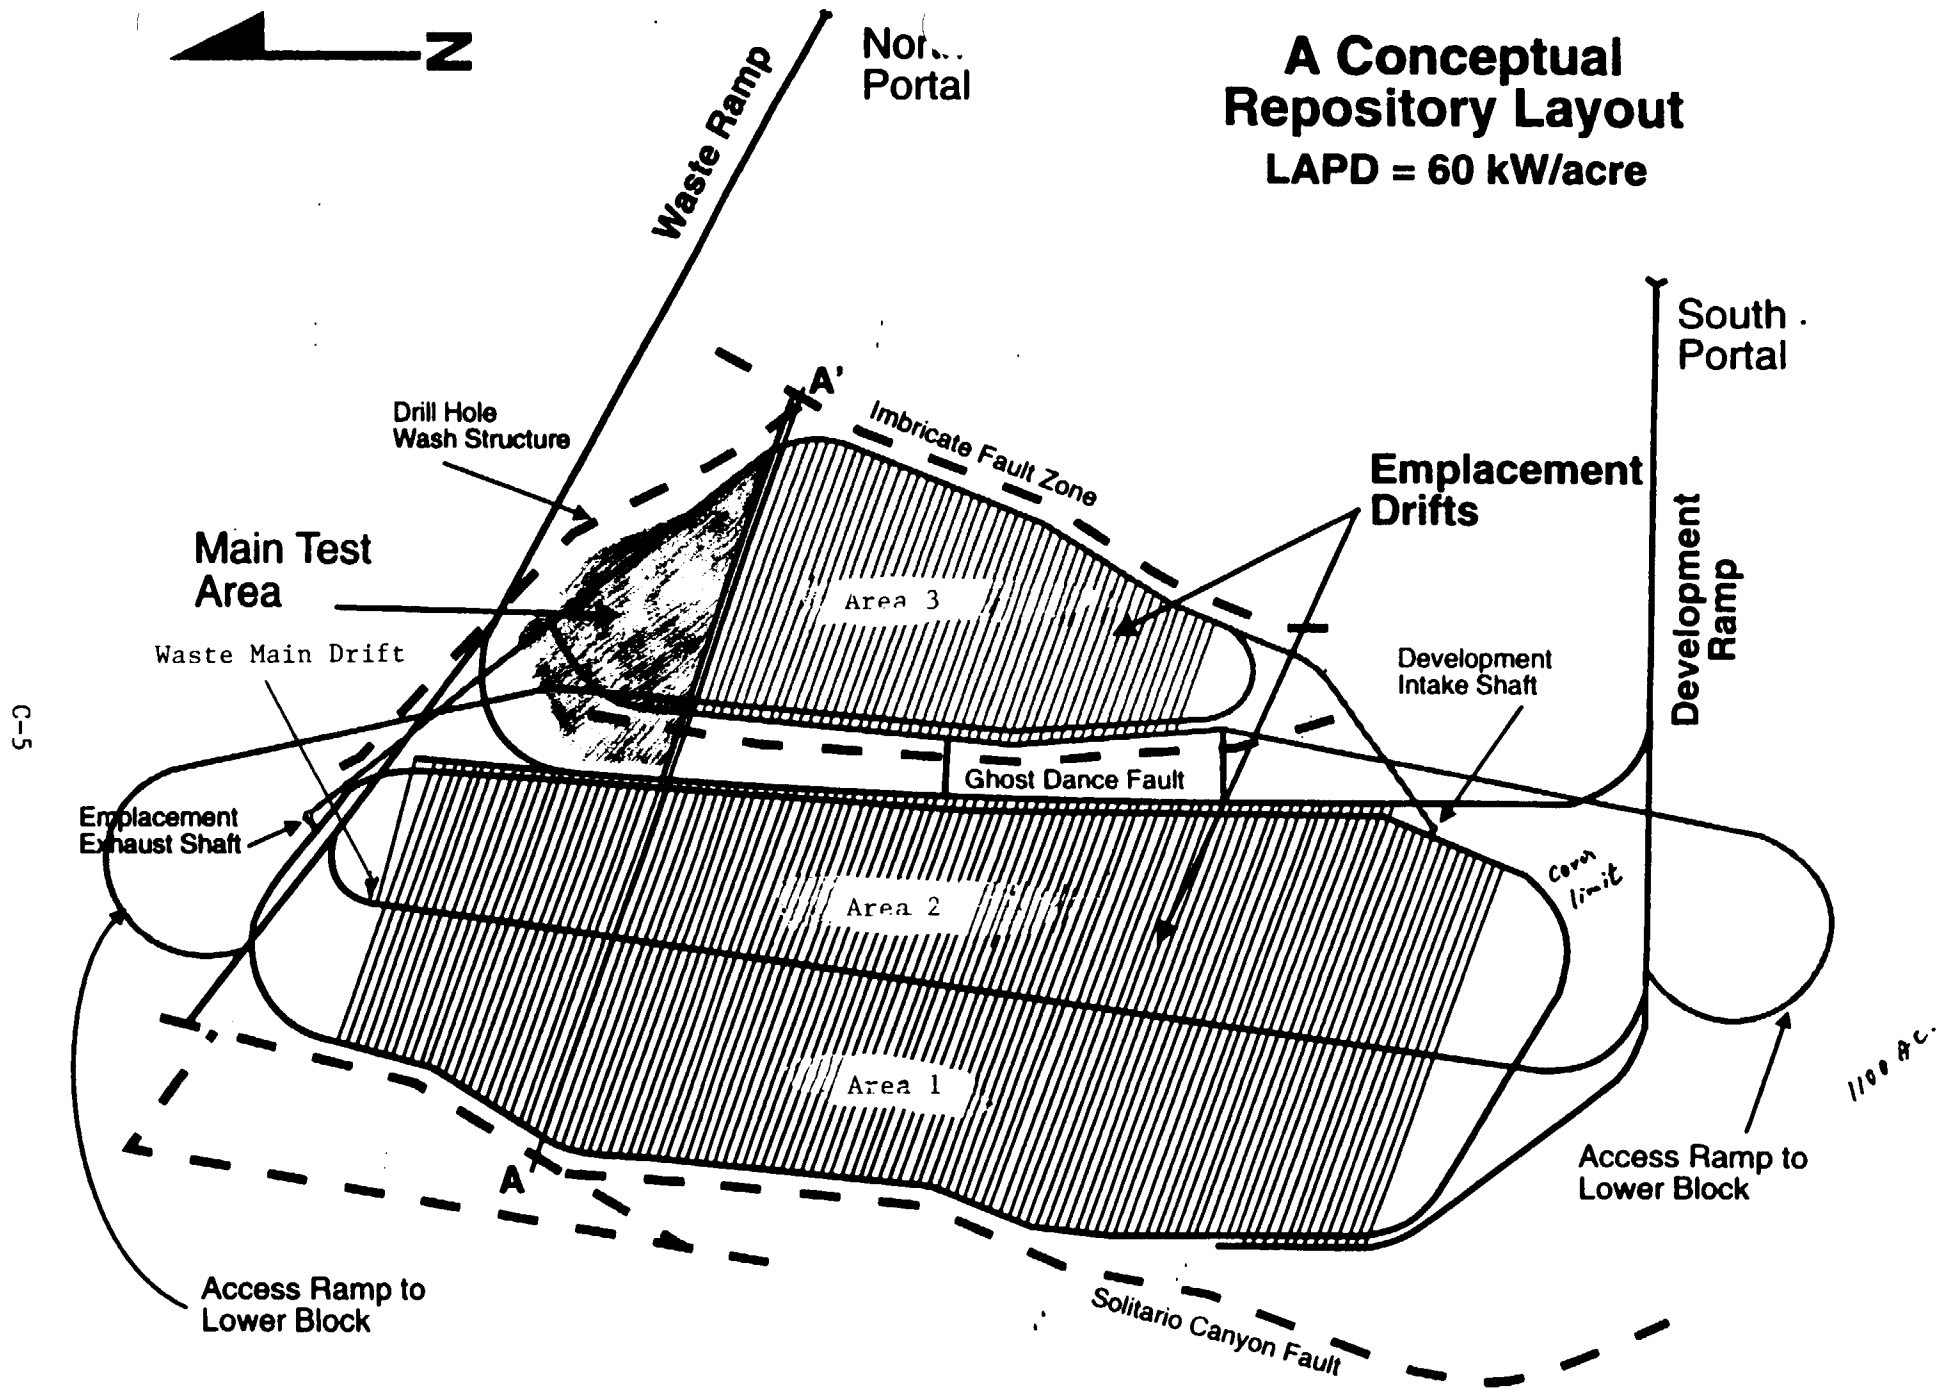 N
A Conceptual
Repository Layout
LAPD = 60 kW/acre
Portal
Waste Ramp
South
Portal
A'
Drill Hole
Wash Structure
Imbricate Fault Zone
Emplacement
Drifts
Main Test
Area
Area 3
Waste Main Drift
Development
Ramp
Development
Intake Shaft
C-5
Ghost Dance Fault
Emplacement
Exhaust Shaft
cover
limit
Area 2
Area 1
1100 AC.
A
Access Ramp to
Lower Block
Access Ramp to
Lower Block
Solitario Canyon Fault